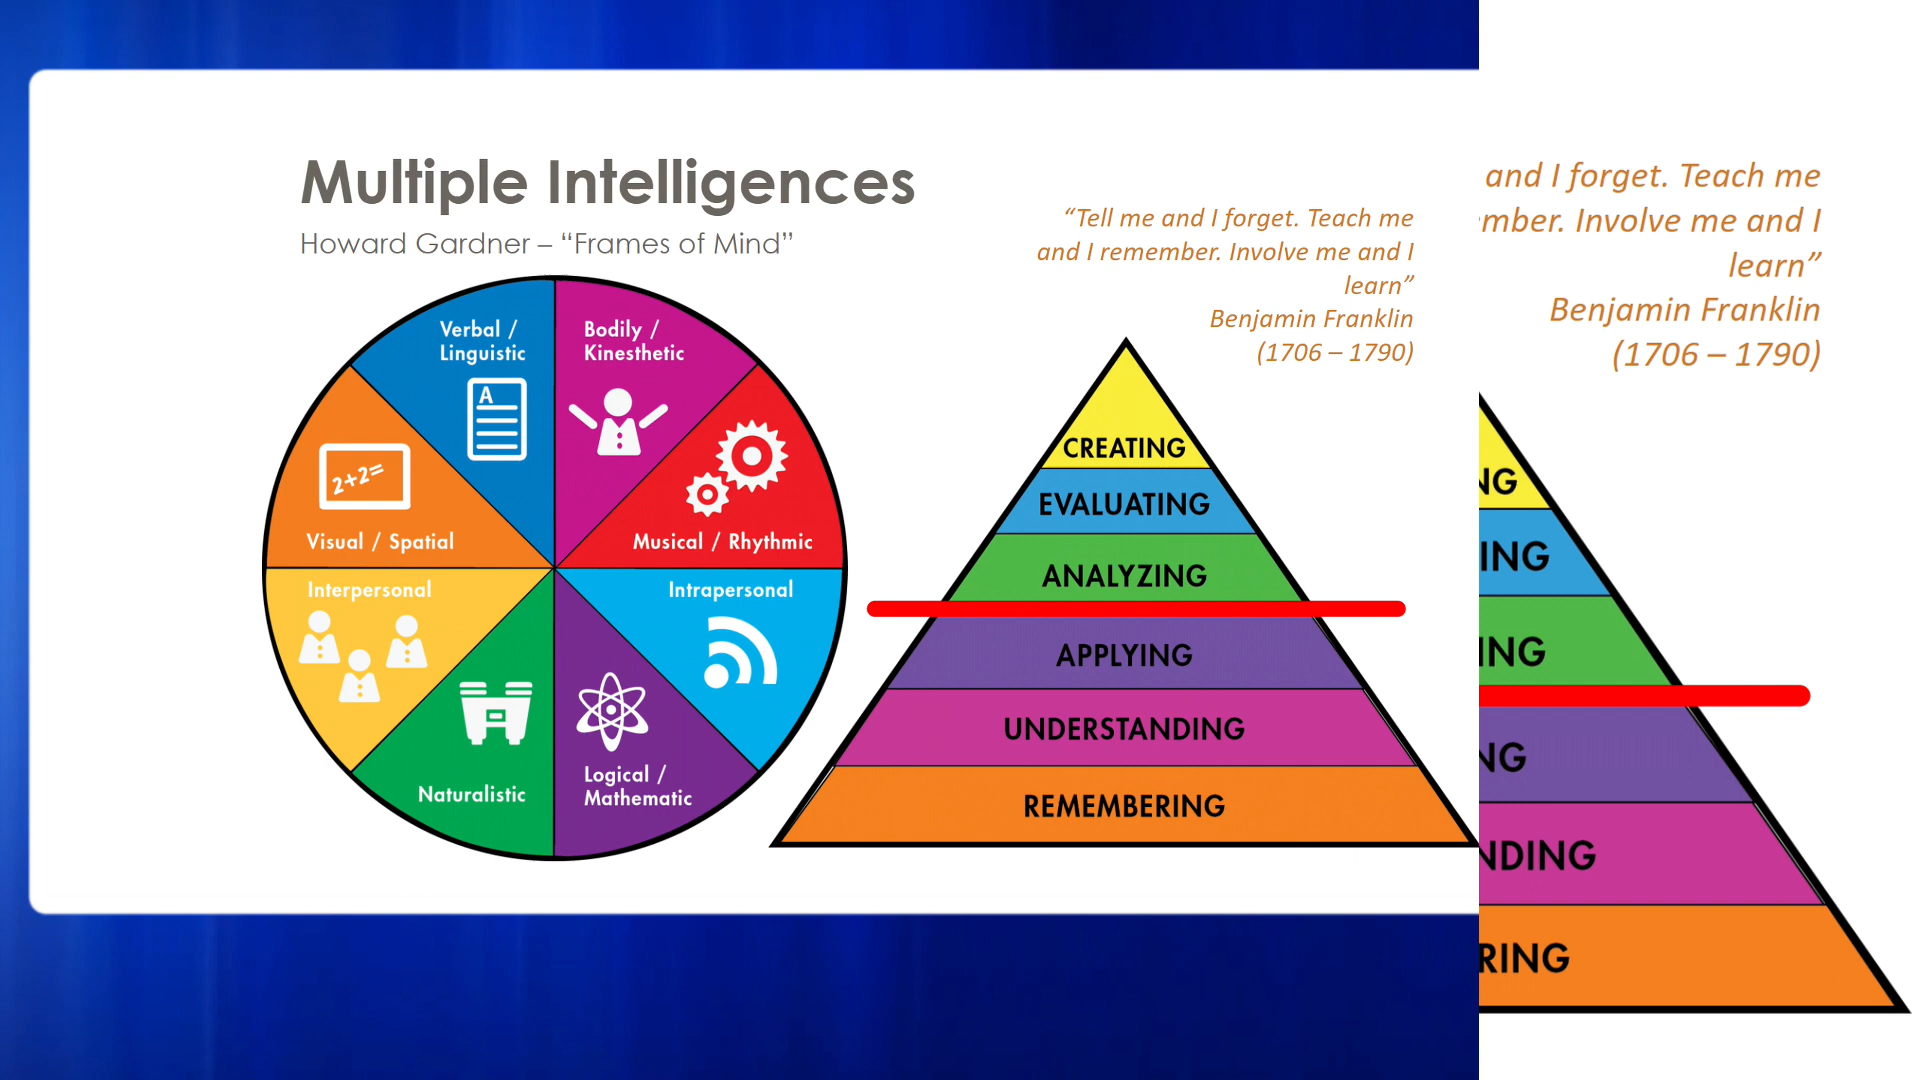 Multiple Intelligences
Howard Gardner – “Frames of Mind”
“Tell me and I forget. Teach me
and I remember. Involve me and I
learn”
Benjamin Franklin
(1706 – 1790)
Verbal /
Linguistic
A
Bodily /
Kinesthetic
2+2=
Visual / Spatial
Musical / Rhythmic
Interpersonal
Intrapersonal
Naturalistic
Logical /
Mathematic
CREATING
EVALUATING
ANALYZING
APPLYING
UNDERSTANDING
REMEMBERING
and I forget. Teach me
mber. Involve me and I
learn”
Benjamin Franklin
(1706 – 1790)
NG
ING
ING
NG
NDING
RING